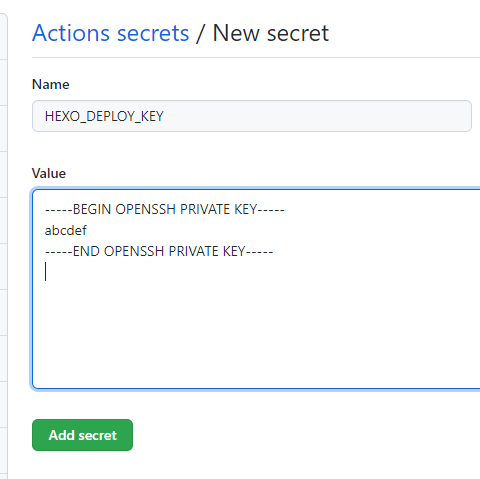 Actions secrets / New secret
Name
HEXO_DEPLOY_KEY
Value
-----BEGIN OPENSSH PRIVATE KEY-----
abcdef
-----END OPENSSH PRIVATE KEY-----
Add secret